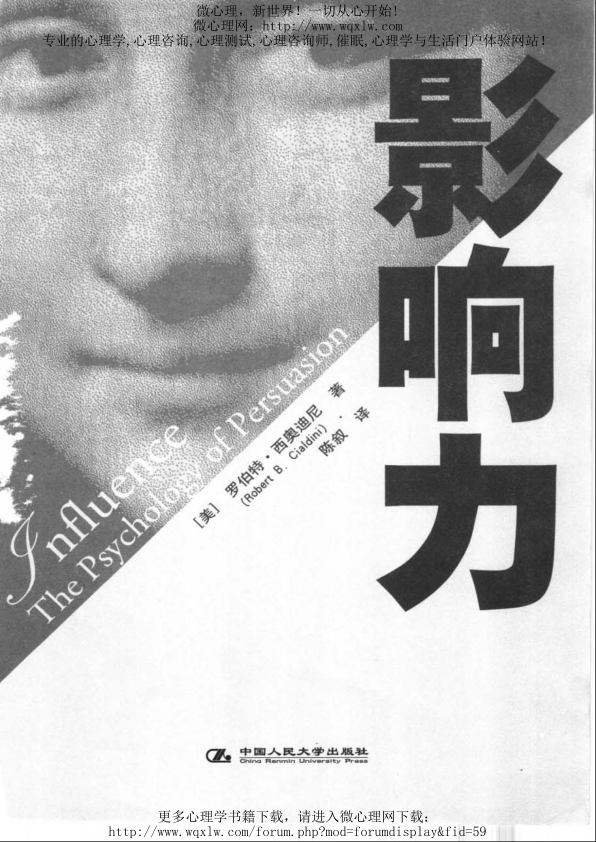 微心理，新世界！一切从心开始！
微心理网：http://www.wqxlw.com
专业的心理学,心理咨询,心理测试,心理咨询师,催眠,心理学与生活门户体验网站！
影响力
Influence
The Psychology of Persuasion
[美] 罗伯特·西奥迪尼 著
(Robert B. Cialdini)
陈叙 译
中国人民大学出版社
China Renmin University Press
更多心理学书籍下载，请进入微心理网下载：
http://www.wqxlw.com/forum.php?mod=forumdisplay&fid=59